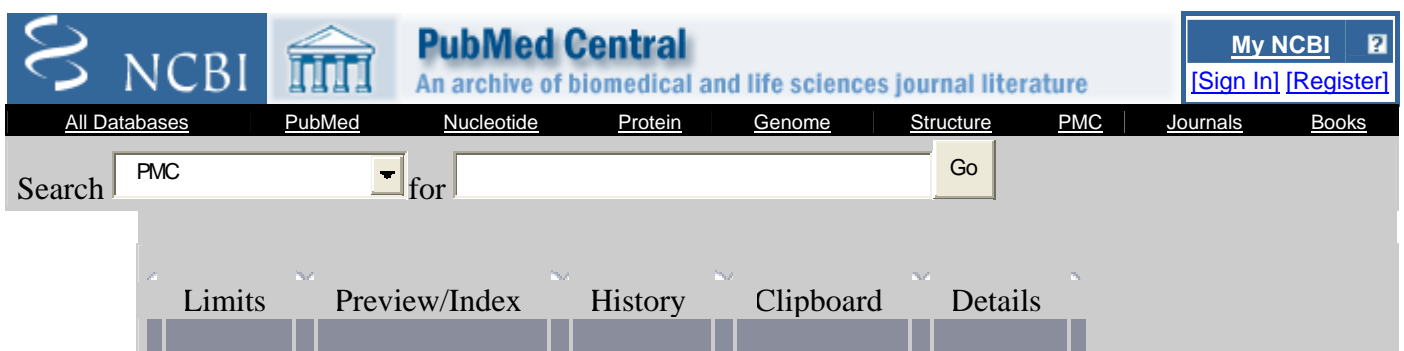 NCBI
PubMed Central
An archive of biomedical and life sciences journal literature
My NCBI ?
[Sign In] [Register]
All Databases PubMed Nucleotide Protein Genome Structure PMC Journals Books
Search PMC for Go
Limits Preview/Index History Clipboard Details